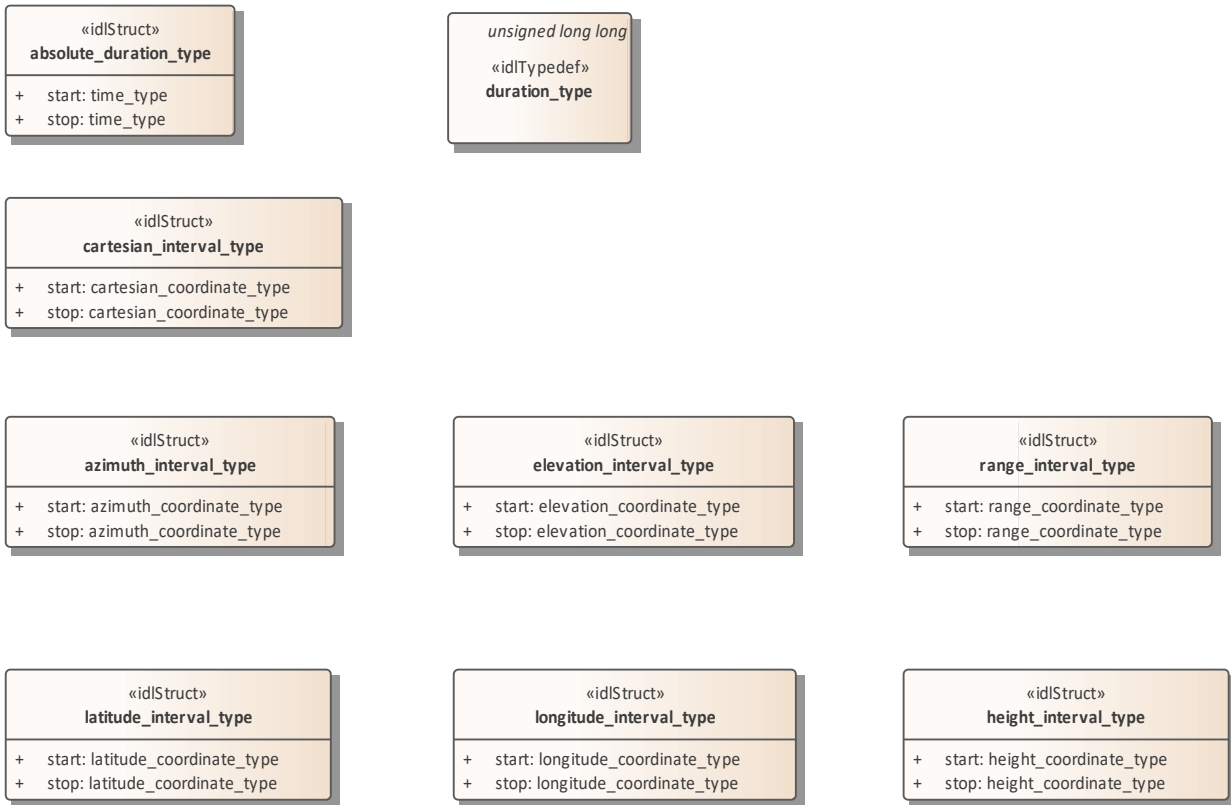 «idlStruct»
absolute_duration_type
+ start: time_type
+ stop: time_type
unsigned long long
«idlTypedef»
duration_type
«idlStruct»
cartesian_interval_type
+ start: cartesian_coordinate_type
+ stop: cartesian_coordinate_type
«idlStruct»
azimuth_interval_type
+ start: azimuth_coordinate_type
+ stop: azimuth_coordinate_type
«idlStruct»
elevation_interval_type
+ start: elevation_coordinate_type
+ stop: elevation_coordinate_type
«idlStruct»
range_interval_type
+ start: range_coordinate_type
+ stop: range_coordinate_type
«idlStruct»
latitude_interval_type
+ start: latitude_coordinate_type
+ stop: latitude_coordinate_type
«idlStruct»
longitude_interval_type
+ start: longitude_coordinate_type
+ stop: longitude_coordinate_type
«idlStruct»
height_interval_type
+ start: height_coordinate_type
+ stop: height_coordinate_type